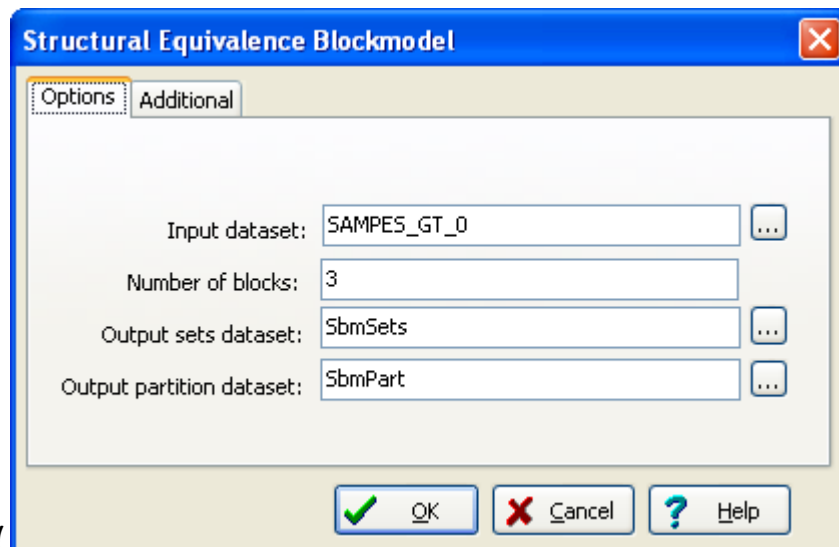 Structural Equivalence Blockmodel
Options Additional
Input dataset: SAMPES_GT_0 ...
Number of blocks: 3
Output sets dataset: SbmSets ...
Output partition dataset: SbmPart ...
OK Cancel Help